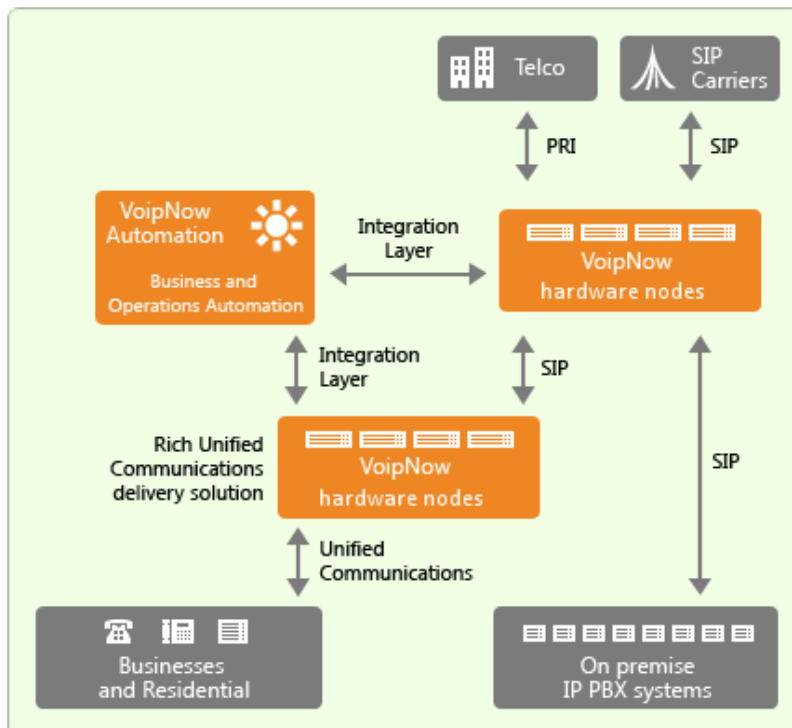 Telco
SIP
Carriers
PRI
SIP
VoipNow
Automation
Business and
Operations Automation
Integration
Layer
VoipNow
hardware nodes
Integration
Layer
SIP
SIP
Rich Unified
Communications
delivery solution
VoipNow
hardware nodes
Unified
Communications
Businesses
and Residential
On premise
IP PBX systems